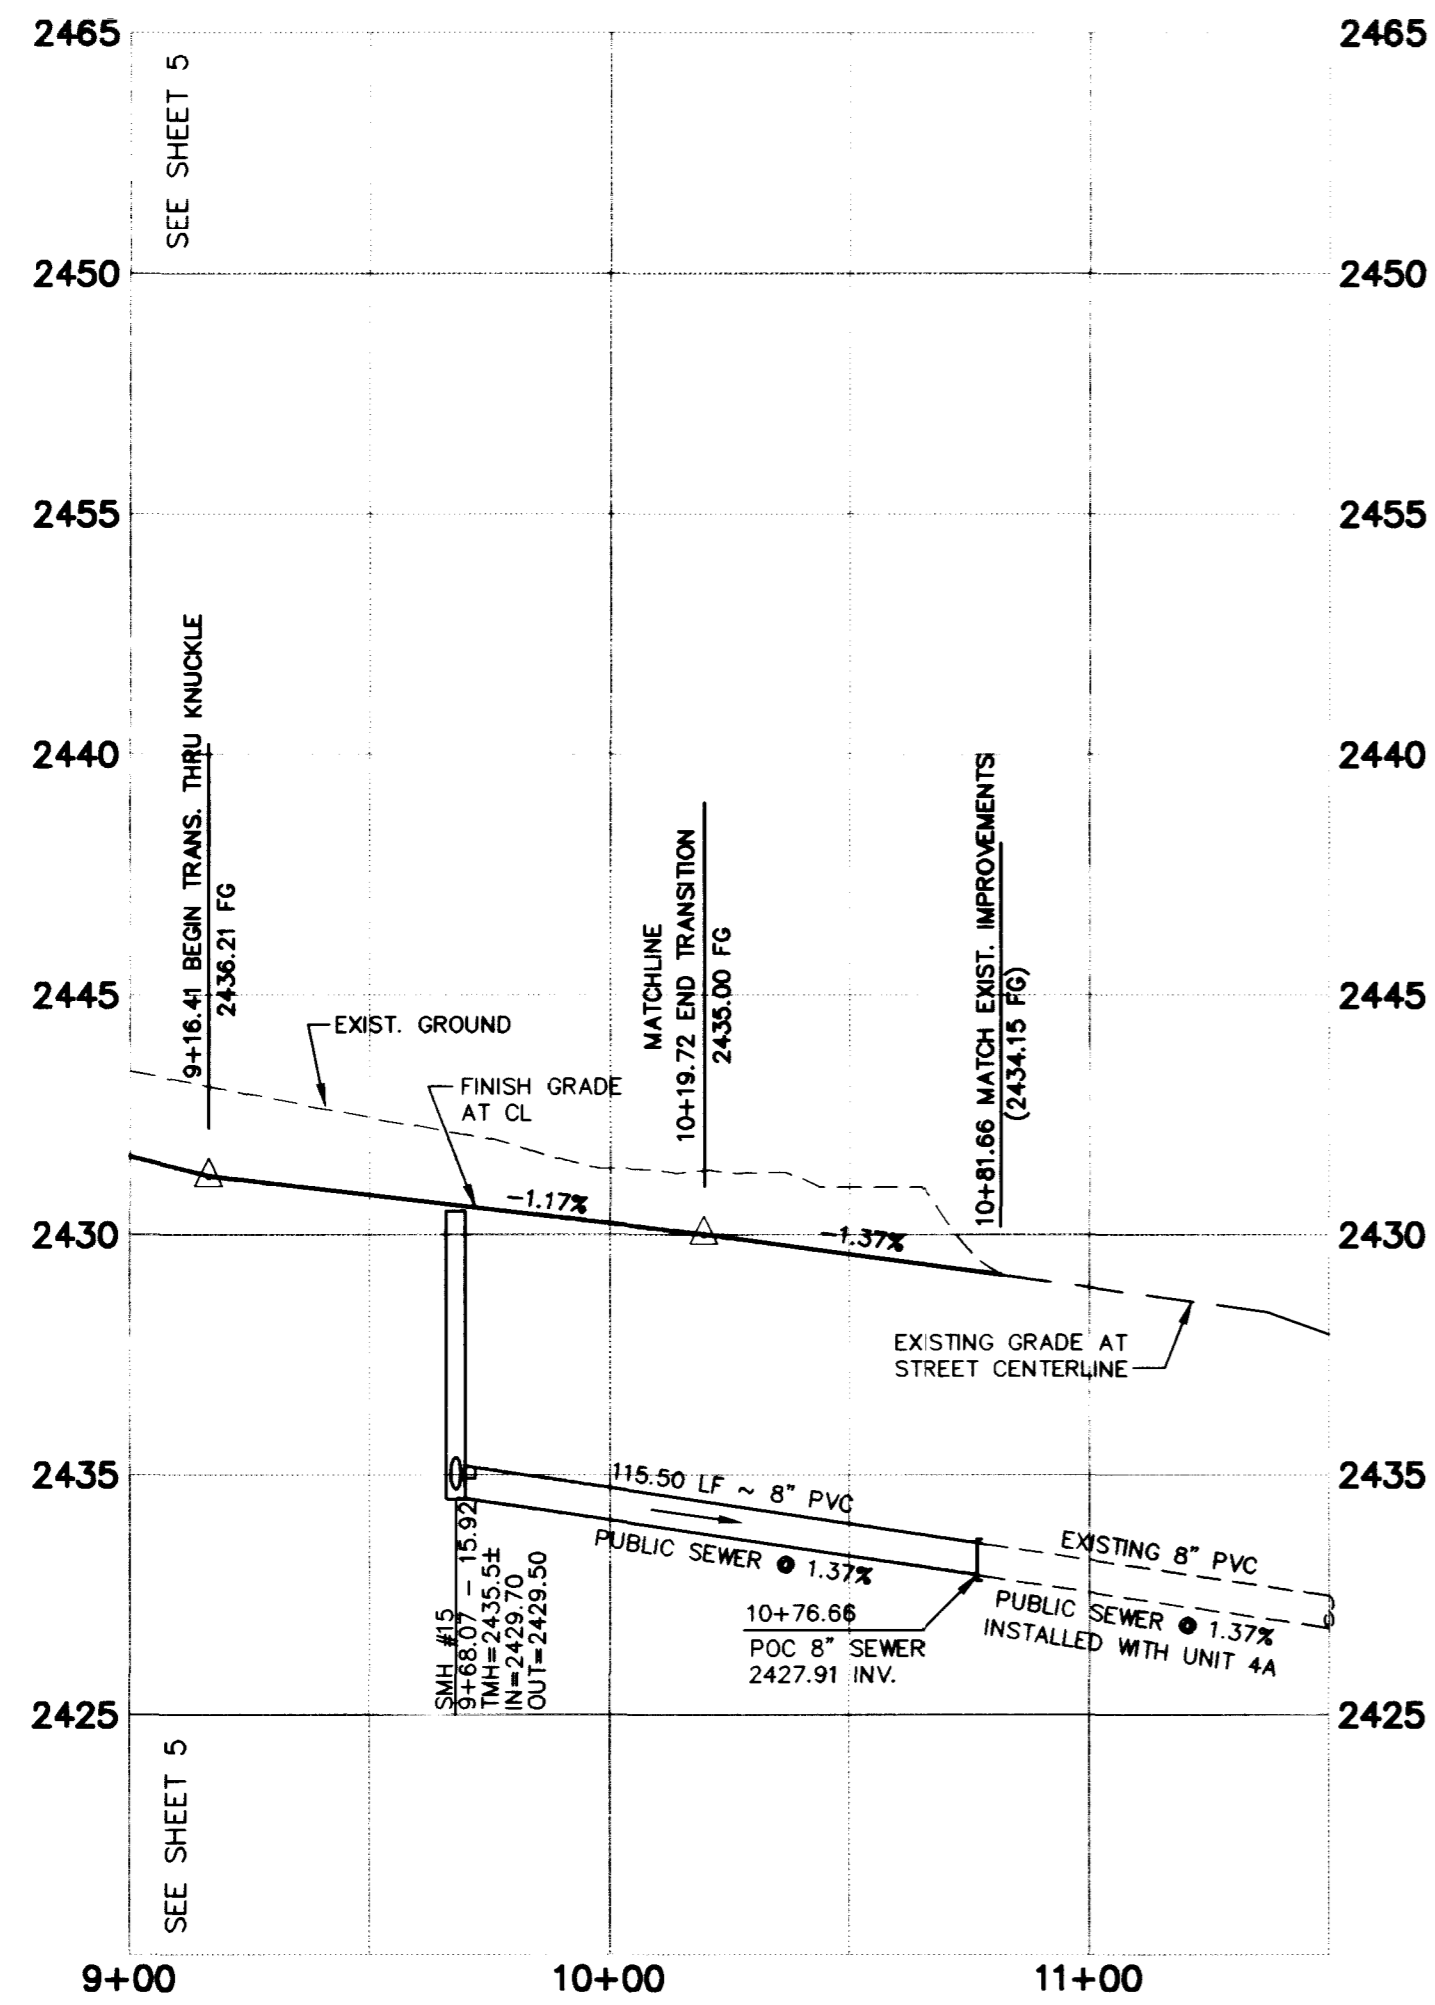 2465
2465
SEE SHEET 5
2450
2450
2455
2455
9+16.41 BEGIN TRANS. THRU KNUCKLE
2436.21 FG
2440
2440
MATCHLINE
10+19.72 END TRANSITION
2435.00 FG
10+81.66 MATCH EXIST. IMPROVEMENTS
(2434.15 FG)
2445
2445
EXIST. GROUND
FINISH GRADE
AT CL
-1.17%
-1.37%
2430
2430
EXISTING GRADE AT
STREET CENTERLINE
2435
2435
115.50 LF ~ 8" PVC
PUBLIC SEWER @ 1.37%
EXISTING 8" PVC
PUBLIC SEWER @ 1.37%
INSTALLED WITH UNIT 4A
SMH #15
9+68.07 - 15.92
TMH=2435.5±
IN=2429.70
OUT=2429.50
10+76.66
POC 8" SEWER
2427.91 INV.
2425
2425
SEE SHEET 5
9+00
10+00
11+00